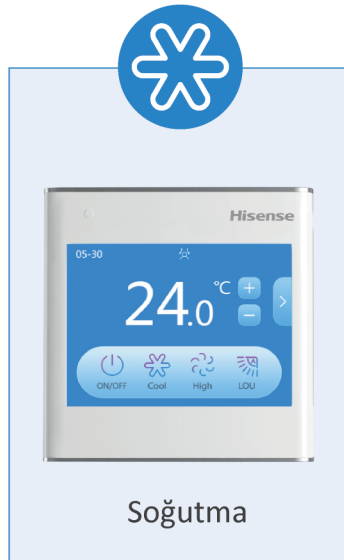 Hisense
05-30
24.0 °C +
−
>
ON/OFF Cool High LOU
Soğutma